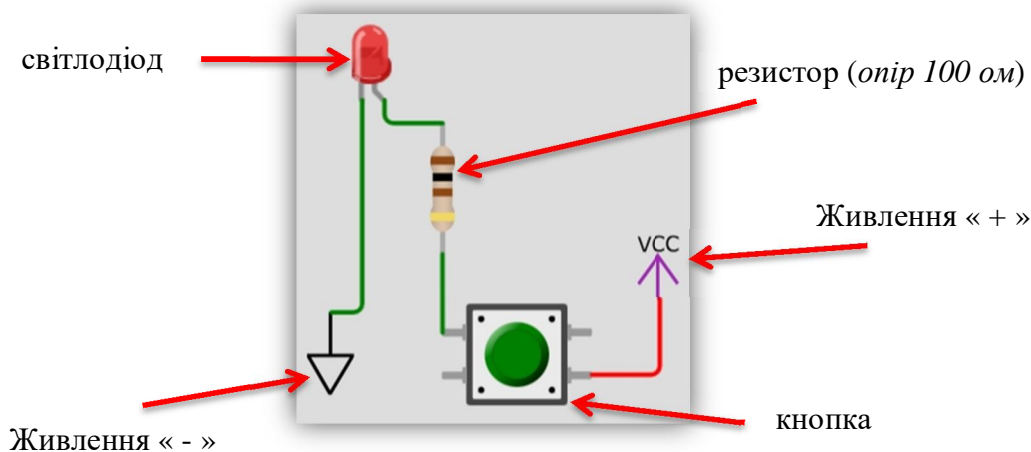 світлодіод
резистор (опір 100 ом)
Живлення « + »
VCC
кнопка
Живлення « - »